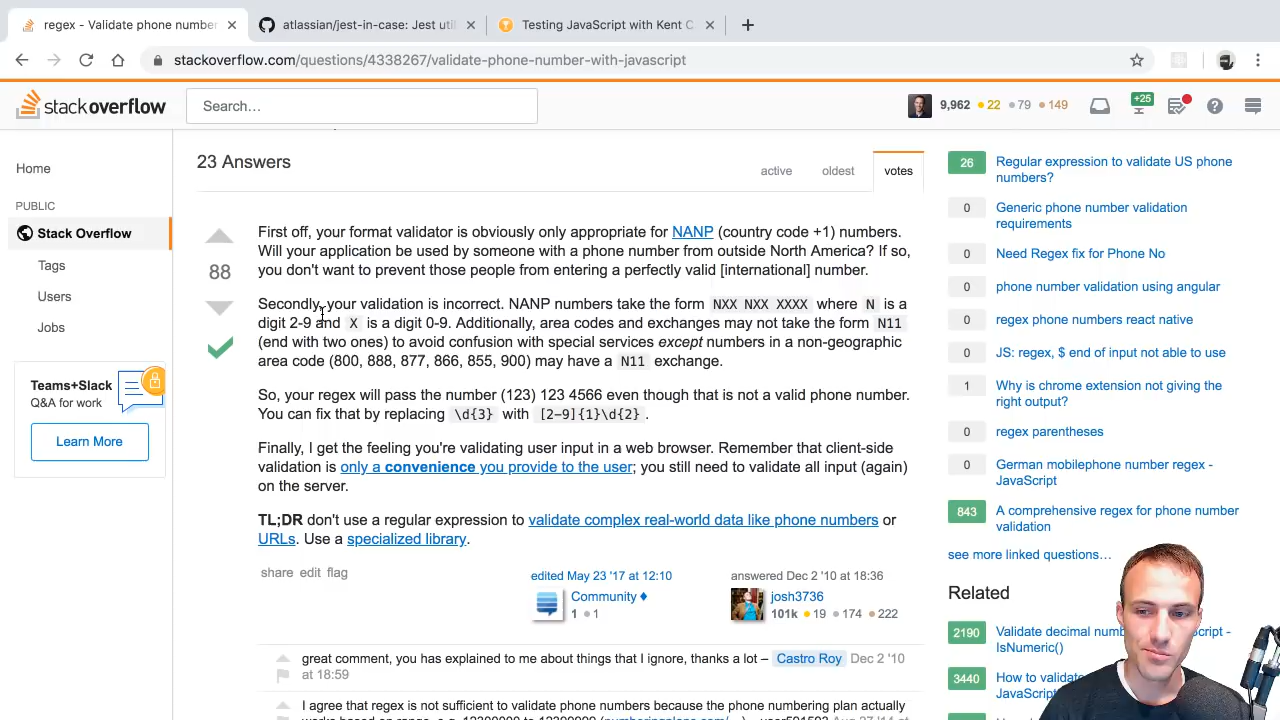 regex - Validate phone number
atlassian/jest-in-case: Jest uti
Testing JavaScript with Kent C
stackoverflow.com/questions/4338267/validate-phone-number-with-javascript
stackoverflow
Search…
9,962 22 79 149
+25
Home
PUBLIC
Stack Overflow
Tags
Users
Jobs
Teams+Slack
Q&A for work
Learn More
23 Answers
active oldest votes
88
First off, your format validator is obviously only appropriate for NANP (country code +1) numbers.
Will your application be used by someone with a phone number from outside North America? If so,
you don't want to prevent those people from entering a perfectly valid [international] number.
Secondly, your validation is incorrect. NANP numbers take the form NXX NXX XXXX where N is a
digit 2-9 and X is a digit 0-9. Additionally, area codes and exchanges may not take the form N11
(end with two ones) to avoid confusion with special services except numbers in a non-geographic
area code (800, 888, 877, 866, 855, 900) may have a N11 exchange.
So, your regex will pass the number (123) 123 4566 even though that is not a valid phone number.
You can fix that by replacing \d{3} with [2-9]{1}\d{2}.
Finally, I get the feeling you're validating user input in a web browser. Remember that client-side
validation is only a convenience you provide to the user; you still need to validate all input (again)
on the server.
TL;DR don't use a regular expression to validate complex real-world data like phone numbers or
URLs. Use a specialized library.
share edit flag
edited May 23 '17 at 12:10
Community ♦
1 1
answered Dec 2 '10 at 18:36
josh3736
101k 19 174 222
great comment, you has explained to me about things that I ignore, thanks a lot – Castro Roy Dec 2 '10
at 18:59
I agree that regex is not sufficient to validate phone numbers because the phone numbering plan actually
26 Regular expression to validate US phone
numbers?
0 Generic phone number validation
requirements
0 Need Regex fix for Phone No
0 phone number validation using angular
0 regex phone numbers react native
0 JS: regex, $ end of input not able to use
1 Why is chrome extension not giving the
right output?
0 regex parentheses
0 German mobilephone number regex -
JavaScript
843 A comprehensive regex for phone number
validation
see more linked questions…
Related
2190 Validate decimal numb script -
IsNumeric()
3440 How to valida
JavaScript